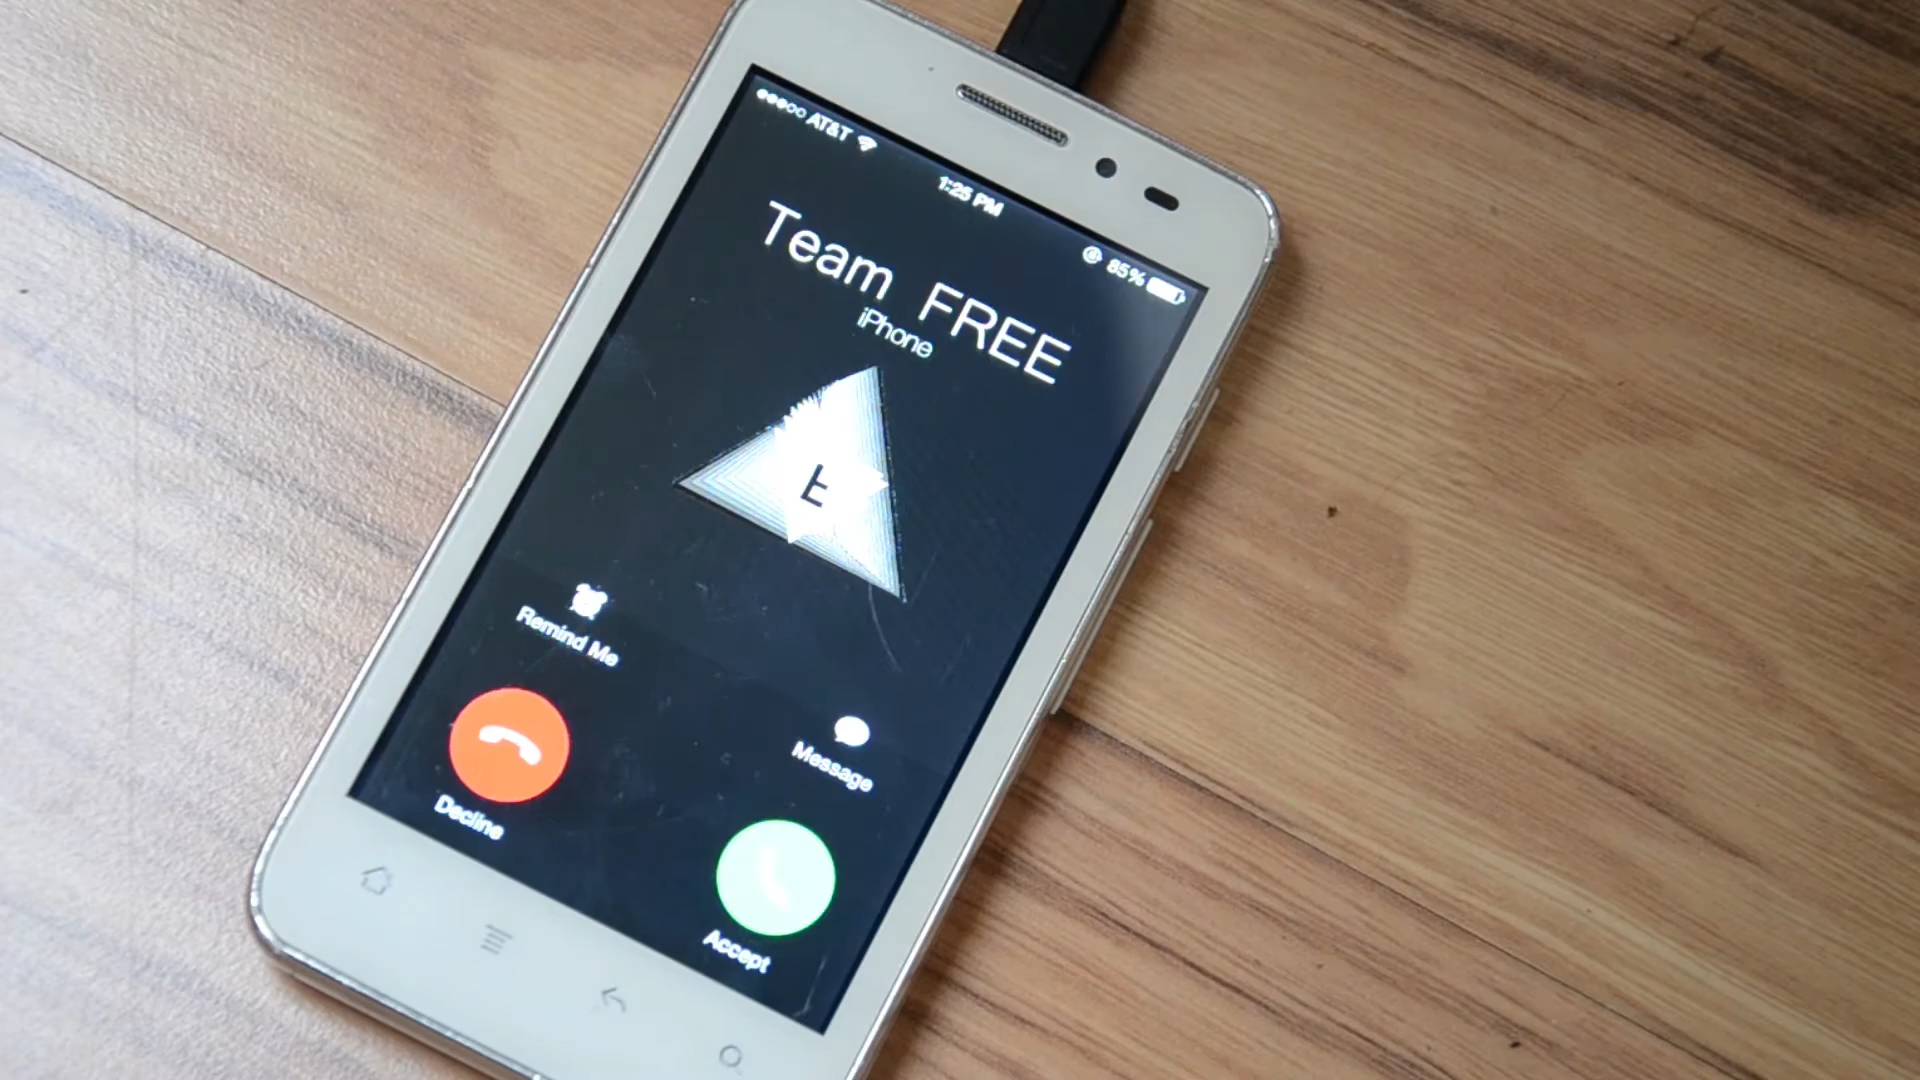 AT&T
1:25 PM
85%
Team FREE
iPhone
Remind Me
Message
Decline
Accept